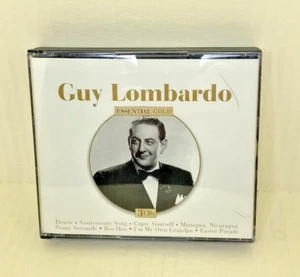 Guy Lombardo
ESSENTIAL GOLD
3 CDs
Dearie • Anniversary Song • Enjoy Yourself • Managua, Nicaragua
Penny Serenade • Boo Hoo • I'm My Own Grandpa • Easter Parade